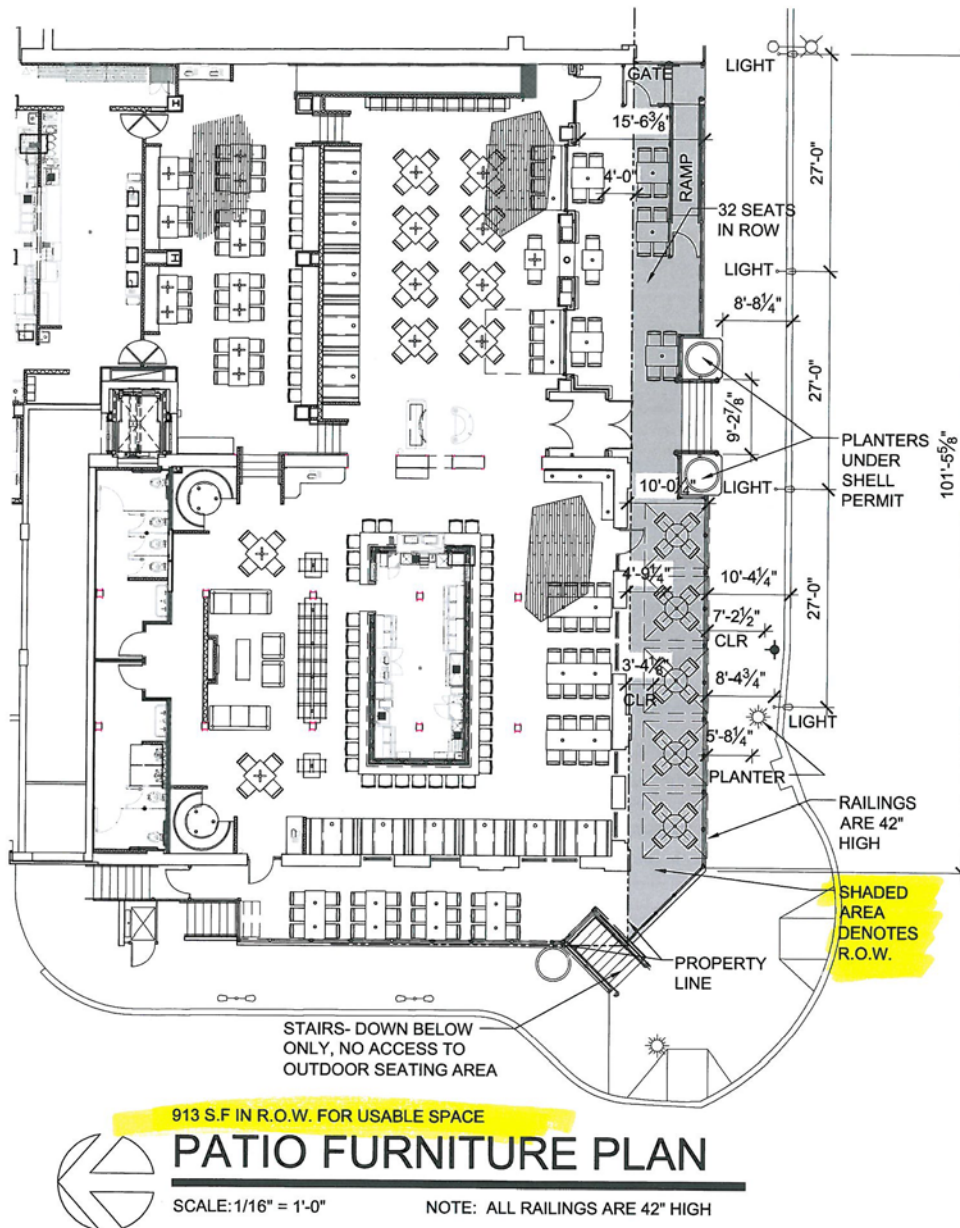 LIGHT
GATE
15'-6⅜"
4'-0"
RAMP
27'-0"
32 SEATS
IN ROW
LIGHT
8'-8¼"
27'-0"
9'-2⅞"
PLANTERS
UNDER
SHELL
PERMIT
101'-5⅝"
LIGHT
10'-0½"
4'-9¼"
10'-4¼"
27'-0"
7'-2½"
CLR
3'-4⅛"
CLR
8'-4¾"
LIGHT
5'-8¼"
PLANTER
RAILINGS
ARE 42"
HIGH
SHADED
AREA
DENOTES
R.O.W.
PROPERTY
LINE
STAIRS- DOWN BELOW
ONLY, NO ACCESS TO
OUTDOOR SEATING AREA
913 S.F IN R.O.W. FOR USABLE SPACE
PATIO FURNITURE PLAN
SCALE: 1/16" = 1'-0"
NOTE: ALL RAILINGS ARE 42" HIGH